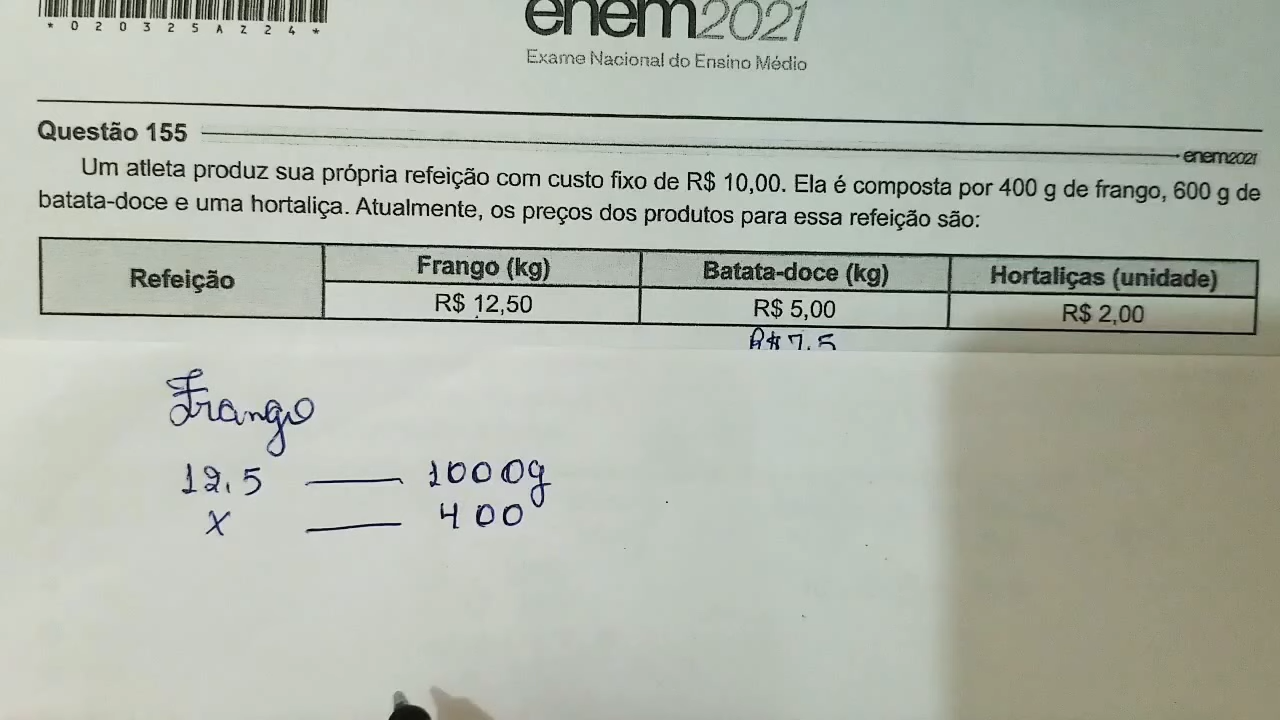 * 0 2 0 3 2 5 A Z 2 4 *
enem2021
Exame Nacional do Ensino Médio
Questão 155
enem2021
Um atleta produz sua própria refeição com custo fixo de R$ 10,00. Ela é composta por 400 g de frango, 600 g de
batata-doce e uma hortaliça. Atualmente, os preços dos produtos para essa refeição são:
Refeição
Frango (kg) Batata-doce (kg) Hortaliças (unidade)
R$ 12,50 R$ 5,00 R$ 2,00
R$ 7.5
Frango
12.5 — 1000g
x — 400